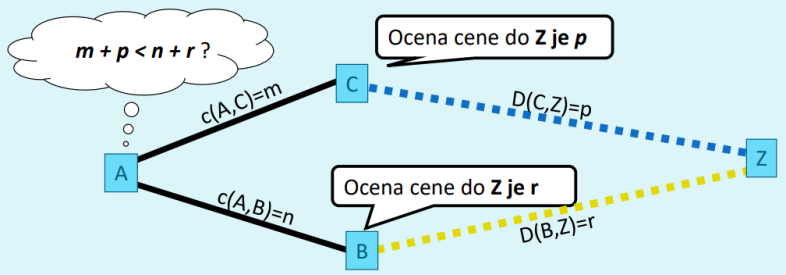 m + p < n + r ?
Ocena cene do Z je p
C
c(A,C)=m
D(C,Z)=p
Z
A
Ocena cene do Z je r
c(A,B)=n
D(B,Z)=r
B